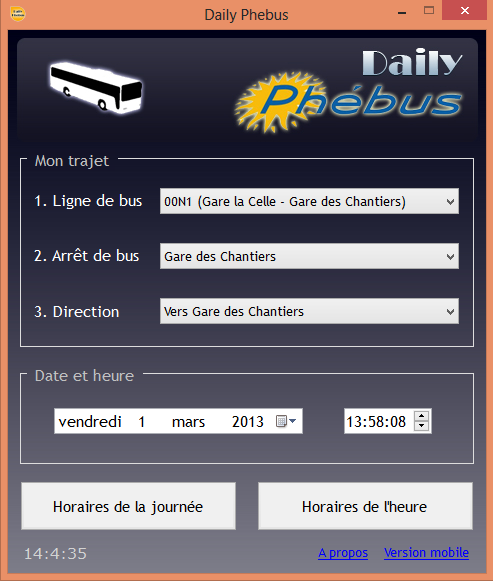 Daily Phebus
Daily
Phébus
Mon trajet
1. Ligne de bus
00N1 (Gare la Celle - Gare des Chantiers)
2. Arrêt de bus
Gare des Chantiers
3. Direction
Vers Gare des Chantiers
Date et heure
vendredi 1 mars 2013
13:58:08
Horaires de la journée
Horaires de l'heure
14:4:35
A propos
Version mobile